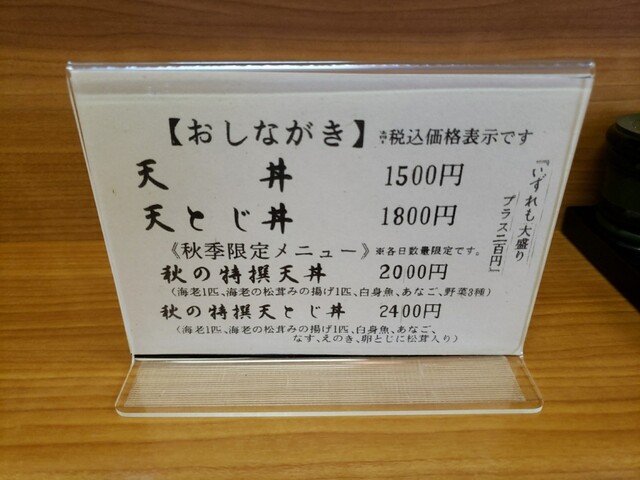 【おしながき】 ※税込価格表示です
天丼 1500円
天とじ丼 1800円
『いずれも大盛り
プラス二百円』
《秋季限定メニュー》※各日数量限定です。
秋の特撰天丼 2000円
(海老1匹、海老の松茸みの揚げ1匹、白身魚、あなご、野菜3種)
秋の特撰天とじ丼 2400円
(海老1匹、海老の松茸みの揚げ1匹、白身魚、あなご、
なす、えのき、卵とじに松茸入り)